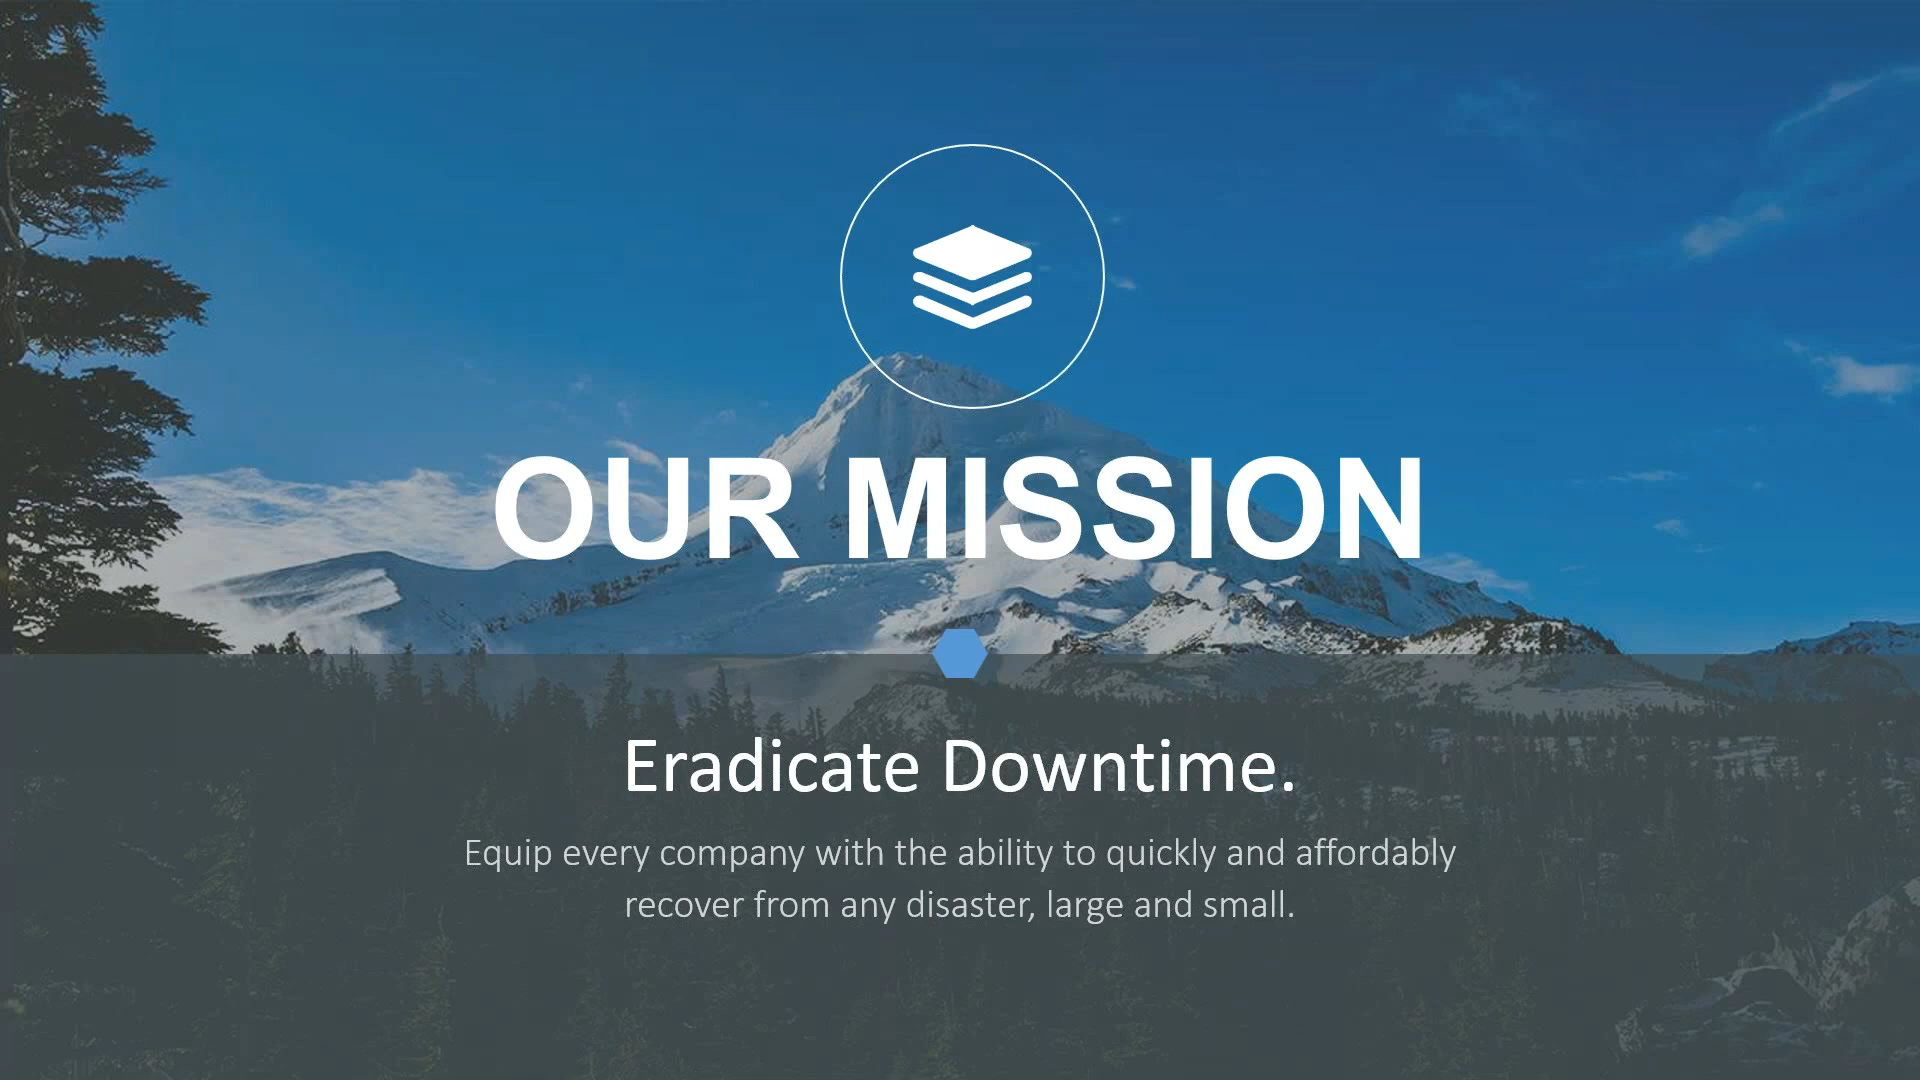 OUR MISSION
Eradicate Downtime.
Equip every company with the ability to quickly and affordably
recover from any disaster, large and small.